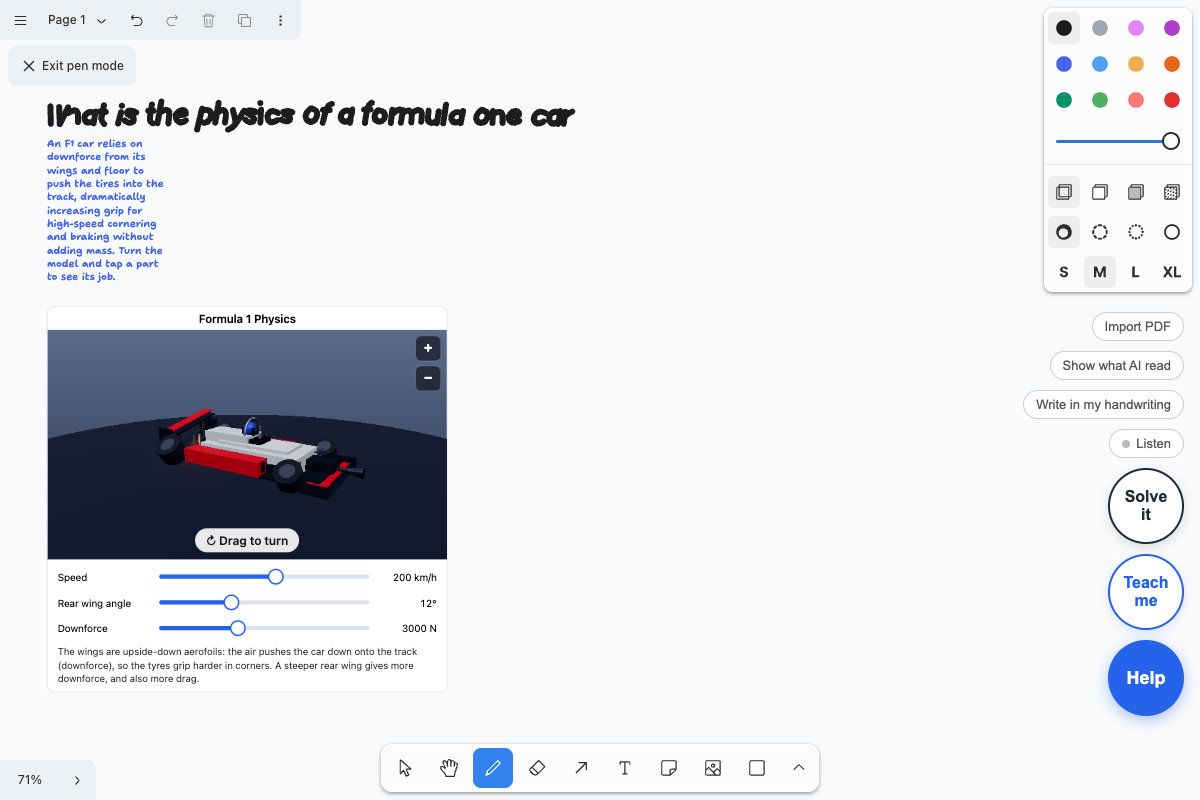 Page 1
Exit pen mode
What is the physics of a formula one car
An F1 car relies on
downforce from its
wings and floor to
push the tires into the
track, dramatically
increasing grip for
high-speed cornering
and braking without
adding mass. Turn the
model and tap a part
to see its job.
Formula 1 Physics
+
−
↻ Drag to turn
Speed 200 km/h
Rear wing angle 12°
Downforce 3000 N
The wings are upside-down aerofoils: the air pushes the car down onto the track
(downforce), so the tyres grip harder in corners. A steeper rear wing gives more
downforce, and also more drag.
S M L XL
Import PDF
Show what AI read
Write in my handwriting
Listen
Solve
it
Teach
me
Help
71%
T